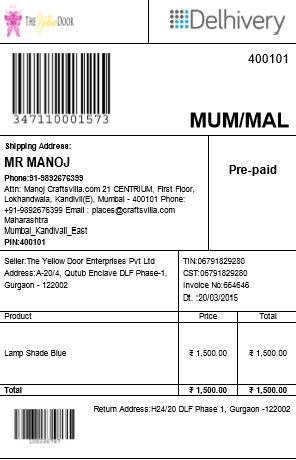 THE Yellow DOOR
Delhivery
400101
347110001573
MUM/MAL
Shipping Address:
MR MANOJ
Phone:91-9892676399
Attn: Manoj Craftsvilla.com 21 CENTRIUM, First Floor,
Lokhandwala, Kandivli(E), Mumbai - 400101 Phone:
+91-9892676399 Email : places@craftsvilla.com
Maharashtra
Mumbai_Kandivali_East
PIN:400101
Pre-paid
Seller:The Yellow Door Enterprises Pvt Ltd
Address:A-20/4, Qutub Enclave DLF Phase-1,
Gurgaon - 122002
TIN:06791829280
CST:06791829280
Invoice No:664646
Dt. :20/03/2015
Product Price Total
Lamp Shade Blue ₹ 1,500.00 ₹ 1,500.00
Total ₹ 1,500.00 ₹ 1,500.00
Return Address:H24/20 DLF Phase 1, Gurgaon -122002